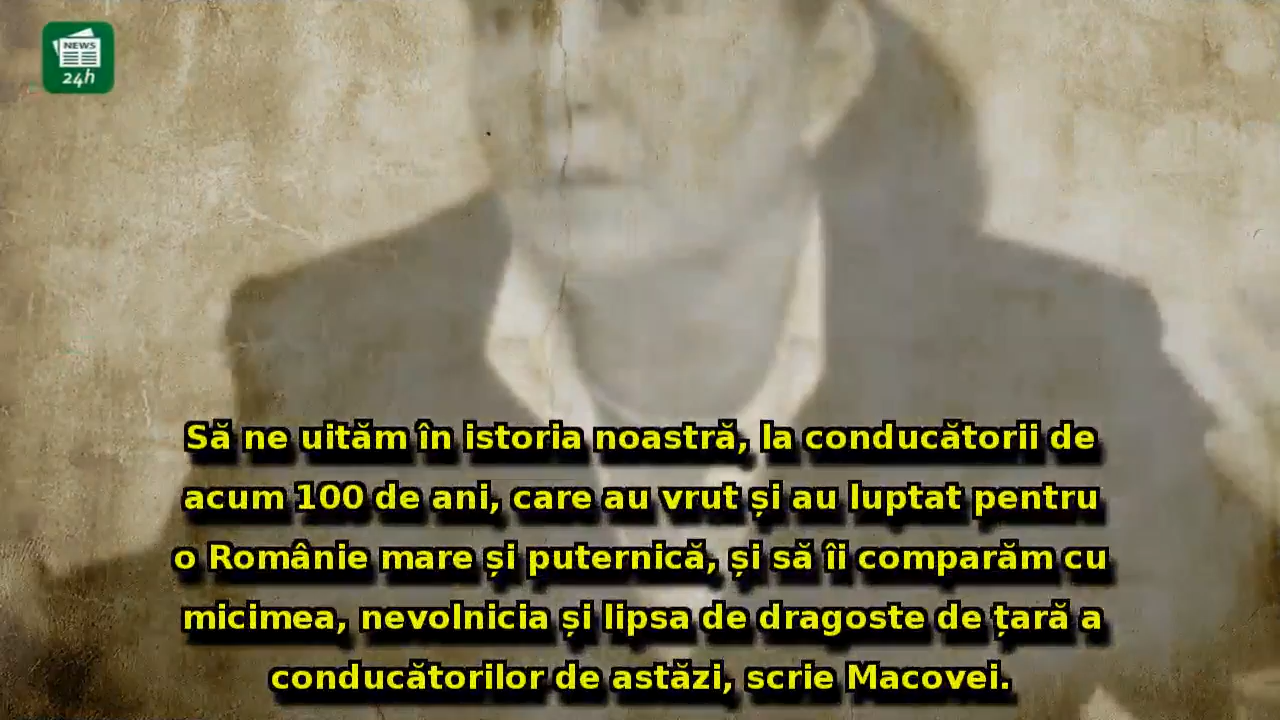 NEWS
24h
Să ne uităm în istoria noastră, la conducătorii de
acum 100 de ani, care au vrut și au luptat pentru
o Românie mare și puternică, și să îi comparăm cu
micimea, nevolnicia și lipsa de dragoste de țară a
conducătorilor de astăzi, scrie Macovei.